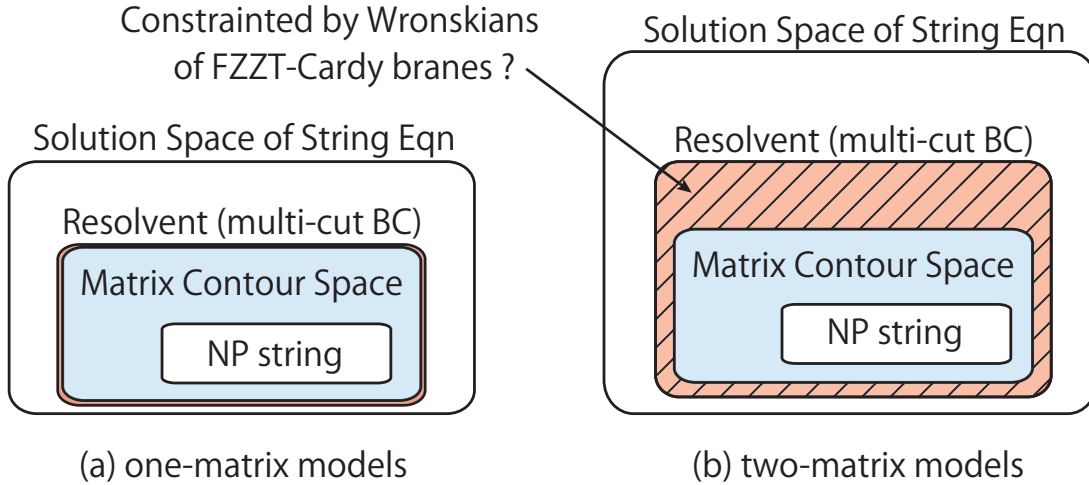 Constrainted by Wronskians
of FZZT-Cardy branes ?
Solution Space of String Eqn
Resolvent (multi-cut BC)
Matrix Contour Space
NP string
(a) one-matrix models
Solution Space of String Eqn
Resolvent (multi-cut BC)
Matrix Contour Space
NP string
(b) two-matrix models